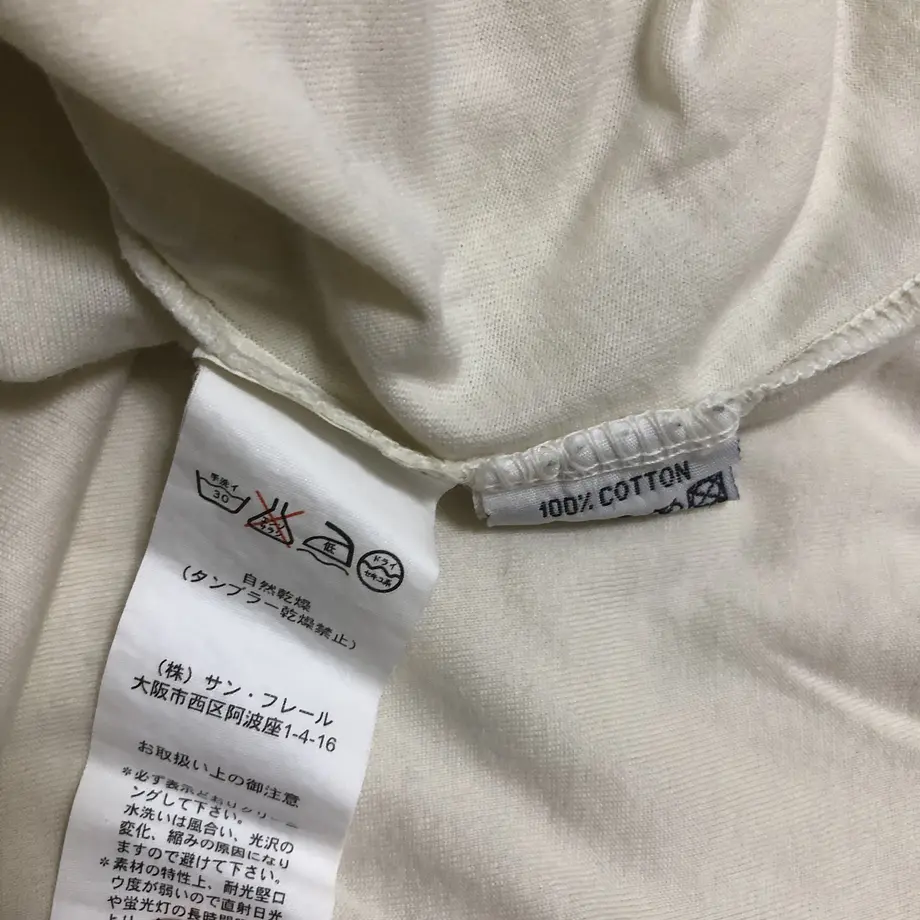 手洗イ
30
エンソ
サラシ
低
ドライ
セキユ系
自然乾燥
(タンブラー乾燥禁止)
(株)サン・フレール
大阪市西区阿波座1-4-16
お取扱い上の御注意
*必ず表示どおりクリーニ
ングして下さい。
水洗いは風合い、光沢の
変化、縮みの原因になり
ますので避けて下さい。
*素材の特性上、耐光堅ロ
ウ度が弱いので直射日光
や蛍光灯の長時間
100% COTTON